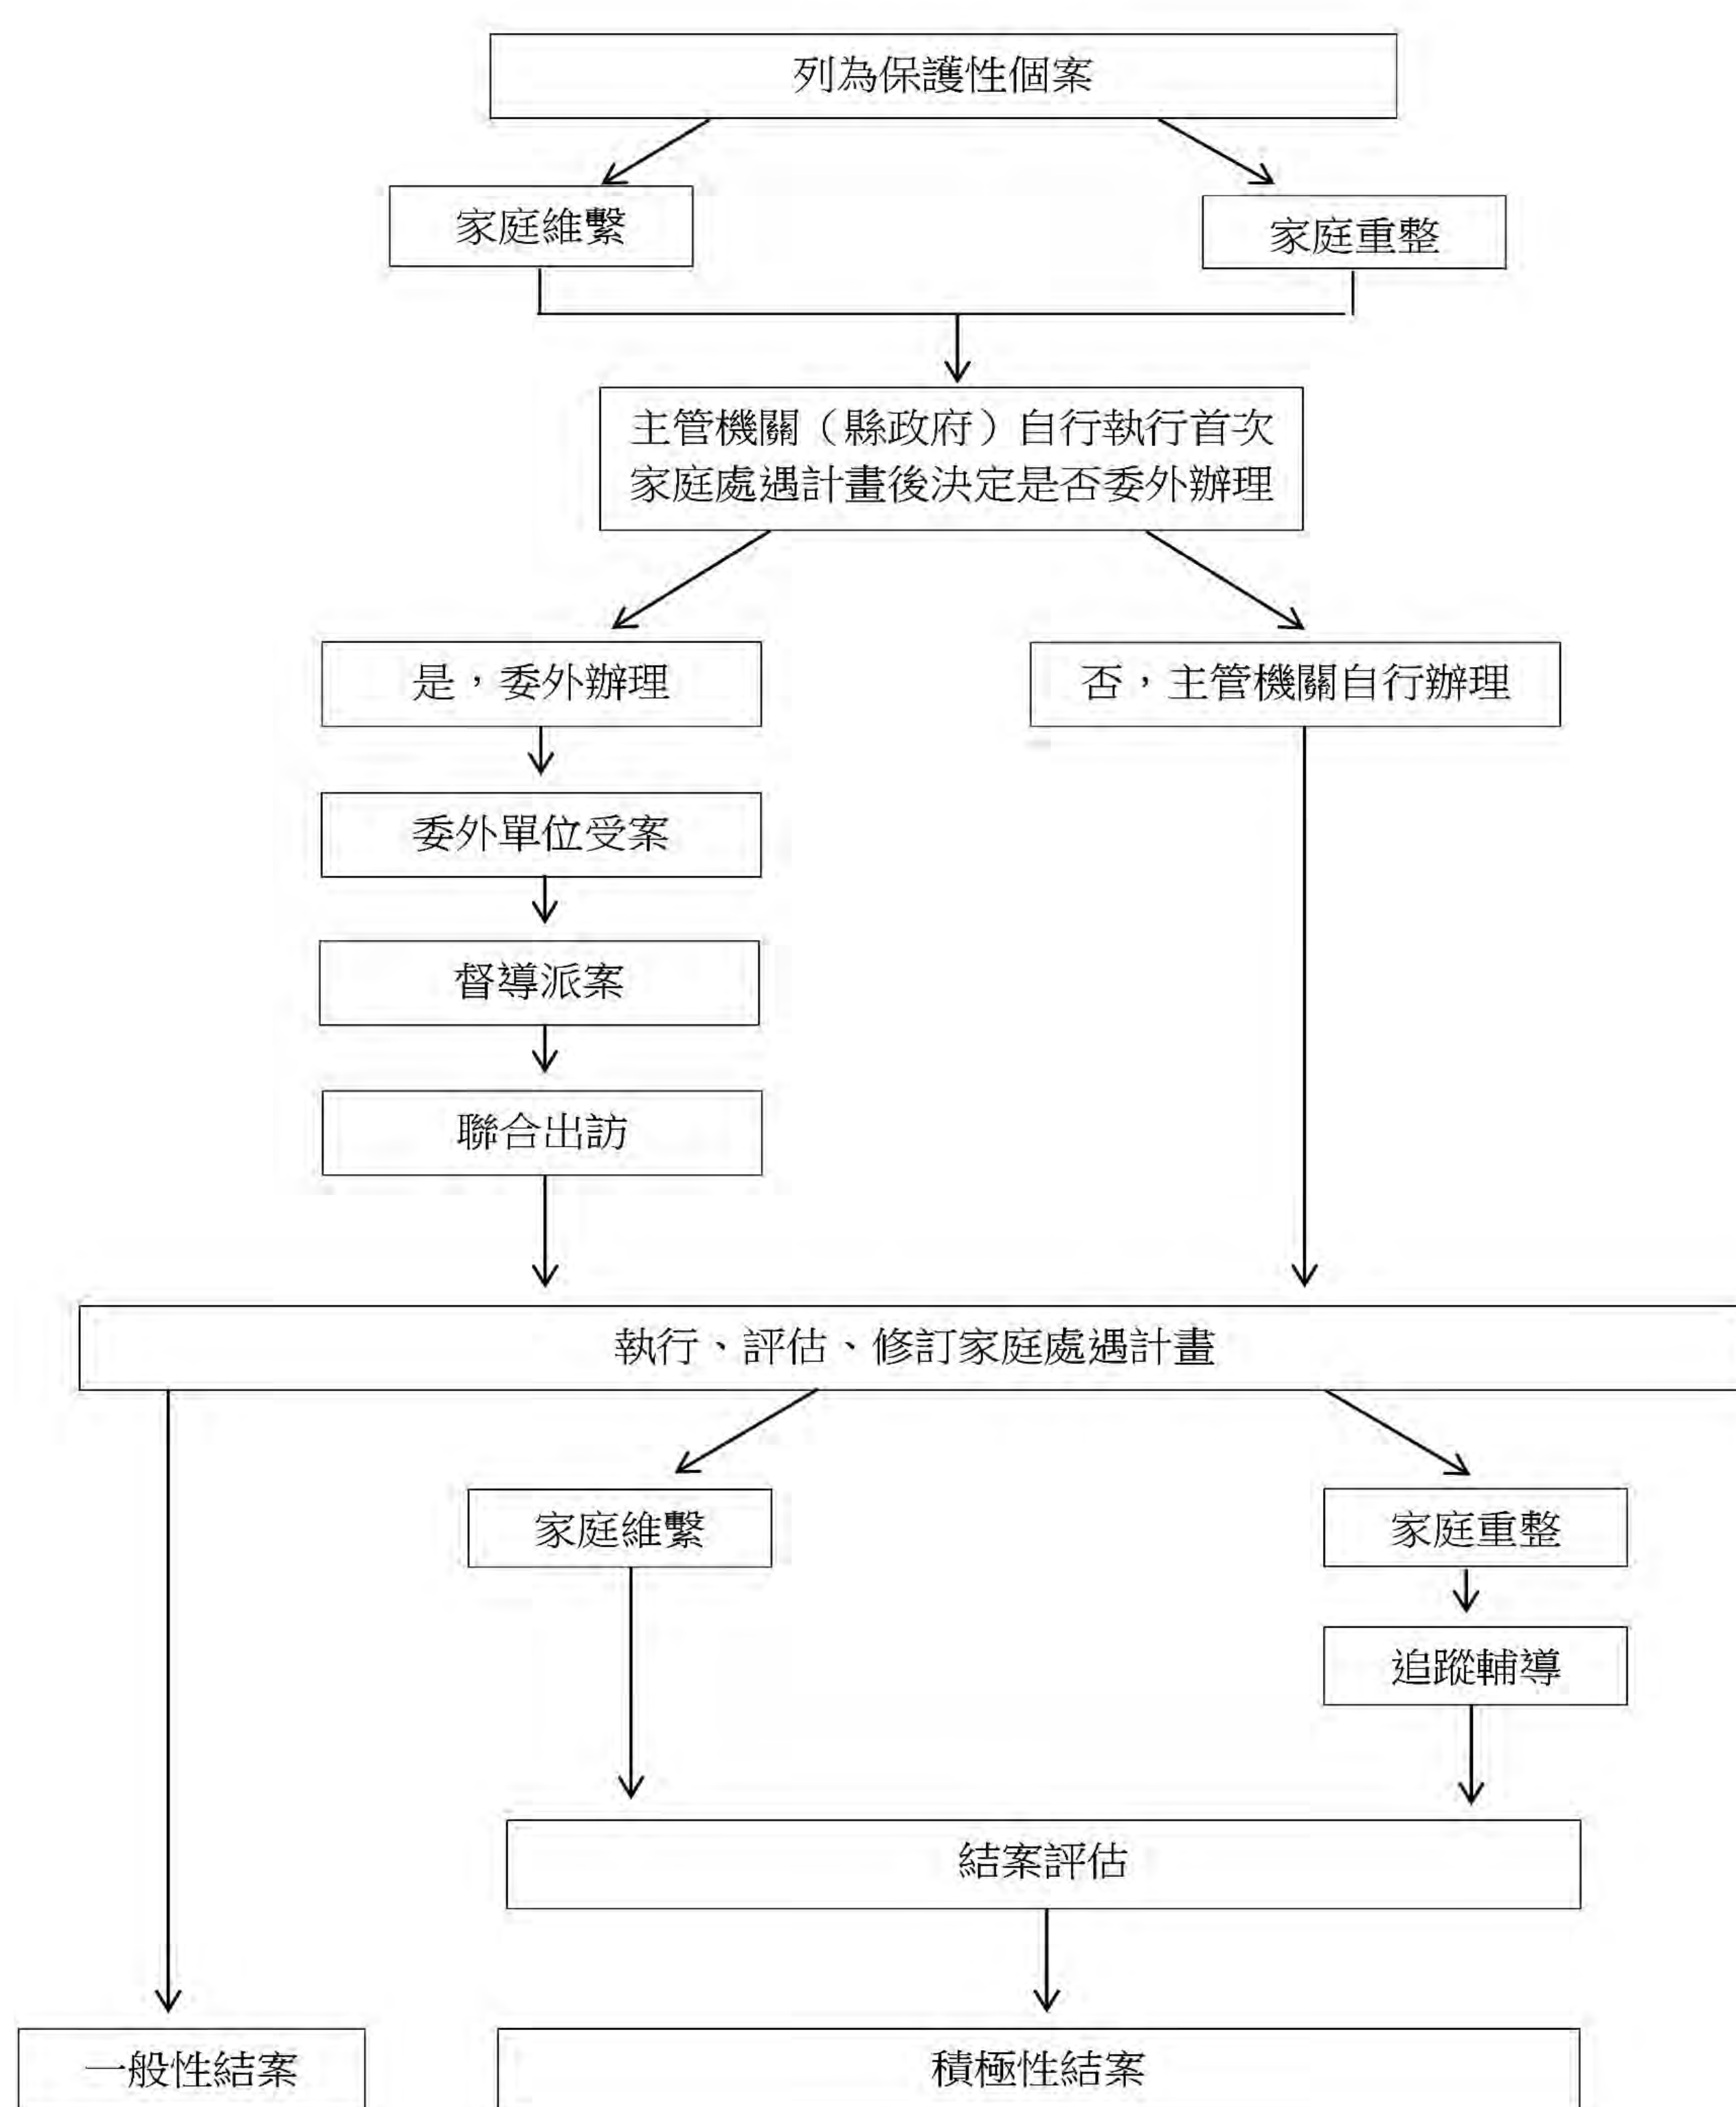 列為保護性個案
家庭維繫
家庭重整
主管機關（縣政府）自行執行首次
家庭處遇計畫後決定是否委外辦理
是，委外辦理
否，主管機關自行辦理
委外單位受案
督導派案
聯合出訪
執行、評估、修訂家庭處遇計畫
家庭維繫
家庭重整
追蹤輔導
結案評估
一般性結案
積極性結案